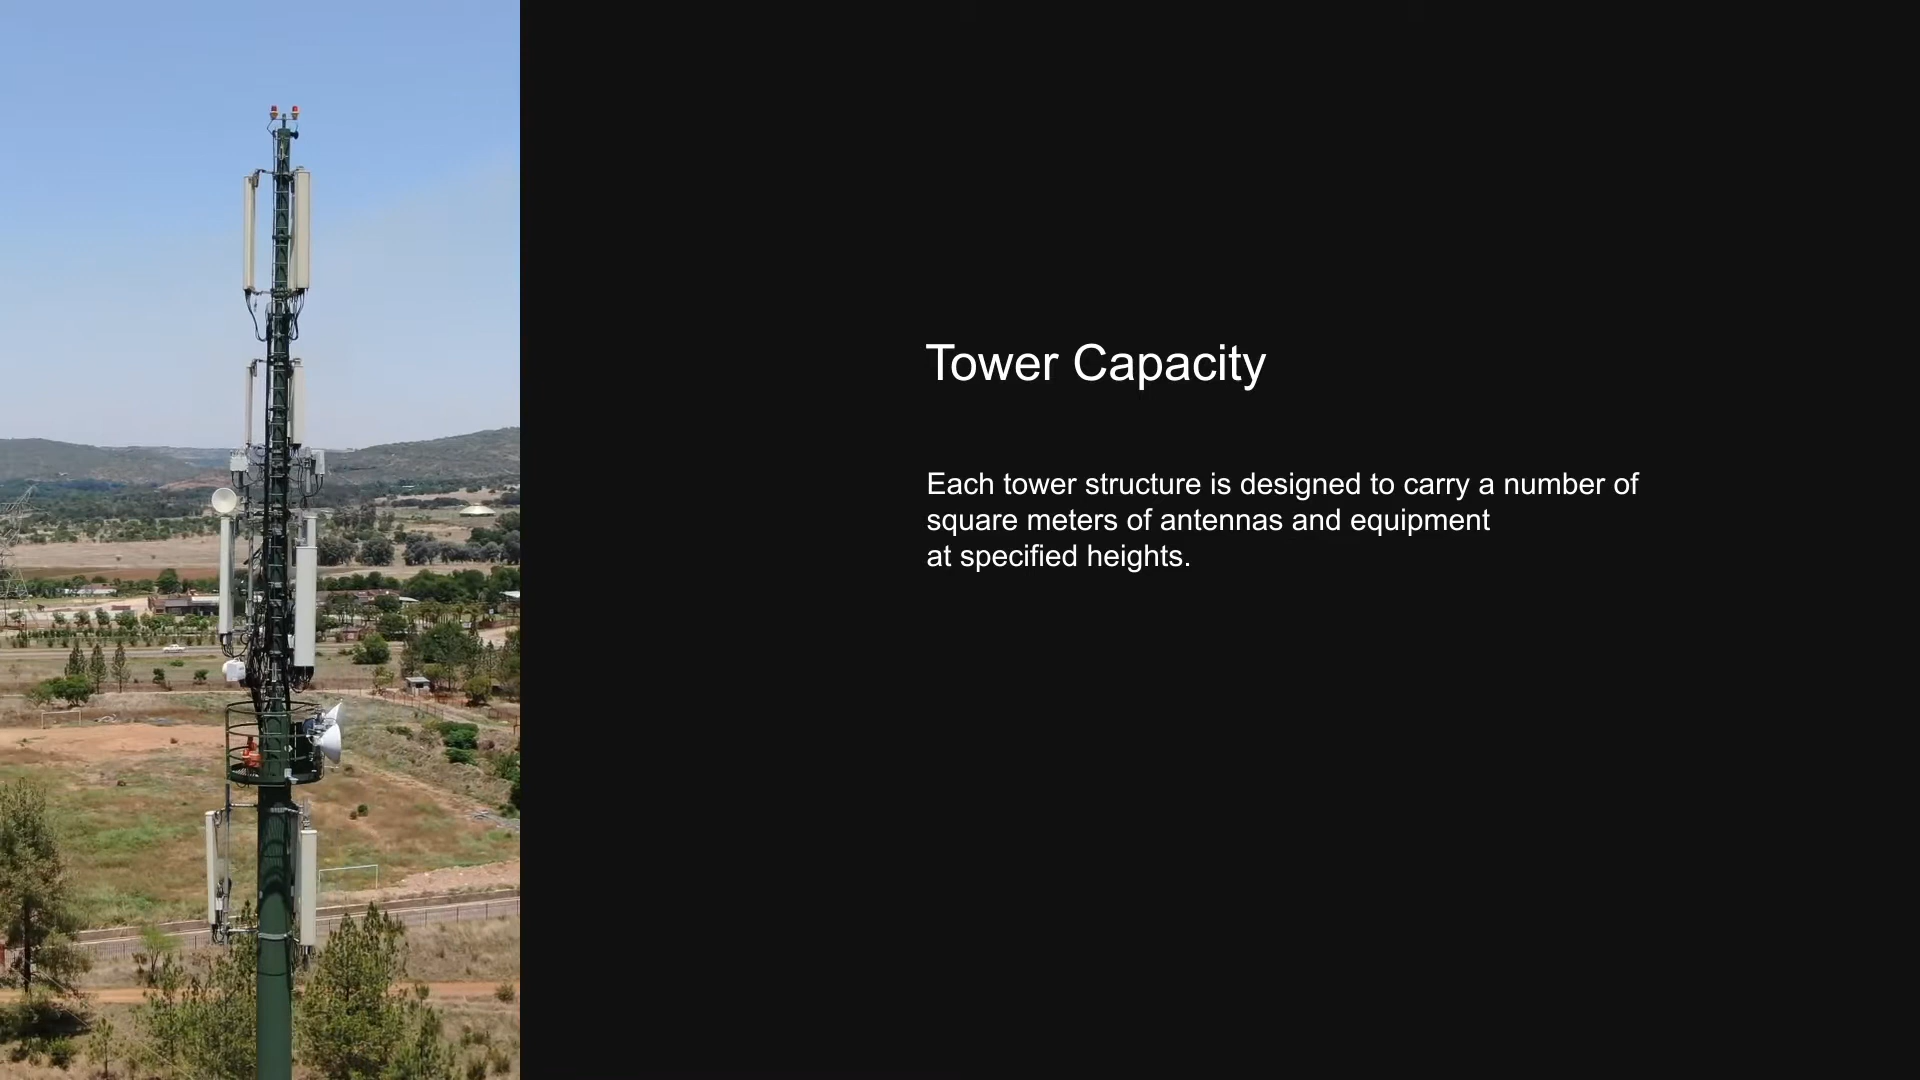 Tower Capacity
Each tower structure is designed to carry a number of
square meters of antennas and equipment
at specified heights.